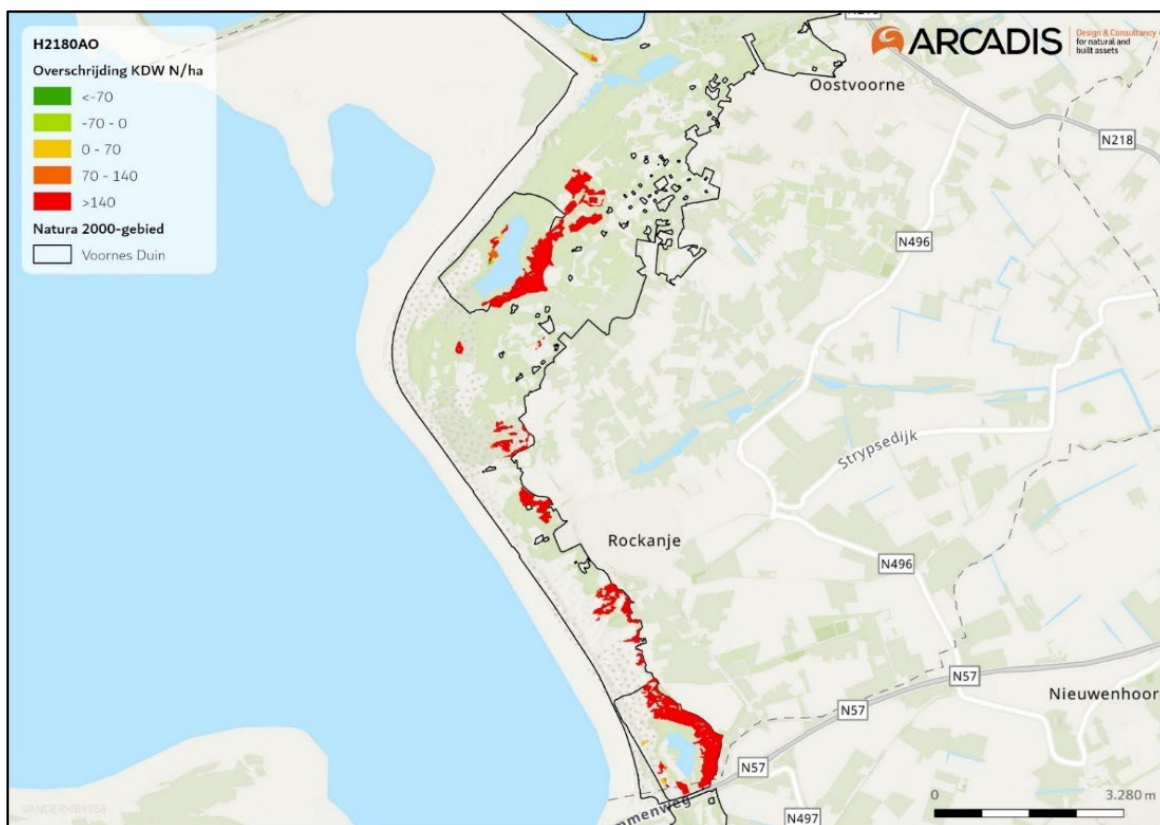 H2180AO
Overschrijding KDW N/ha
<-70
-70 - 0
0 - 70
70 - 140
>140
Natura 2000-gebied
Voornes Duin
ARCADIS
Design & Consultancy
for natural and
built assets
Oostvoorne
N218
N496
Strypsedijk
Rockanje
N496
N57
Nieuwenhoor
N57
N57
N497
mmenweg
0
3.280 m